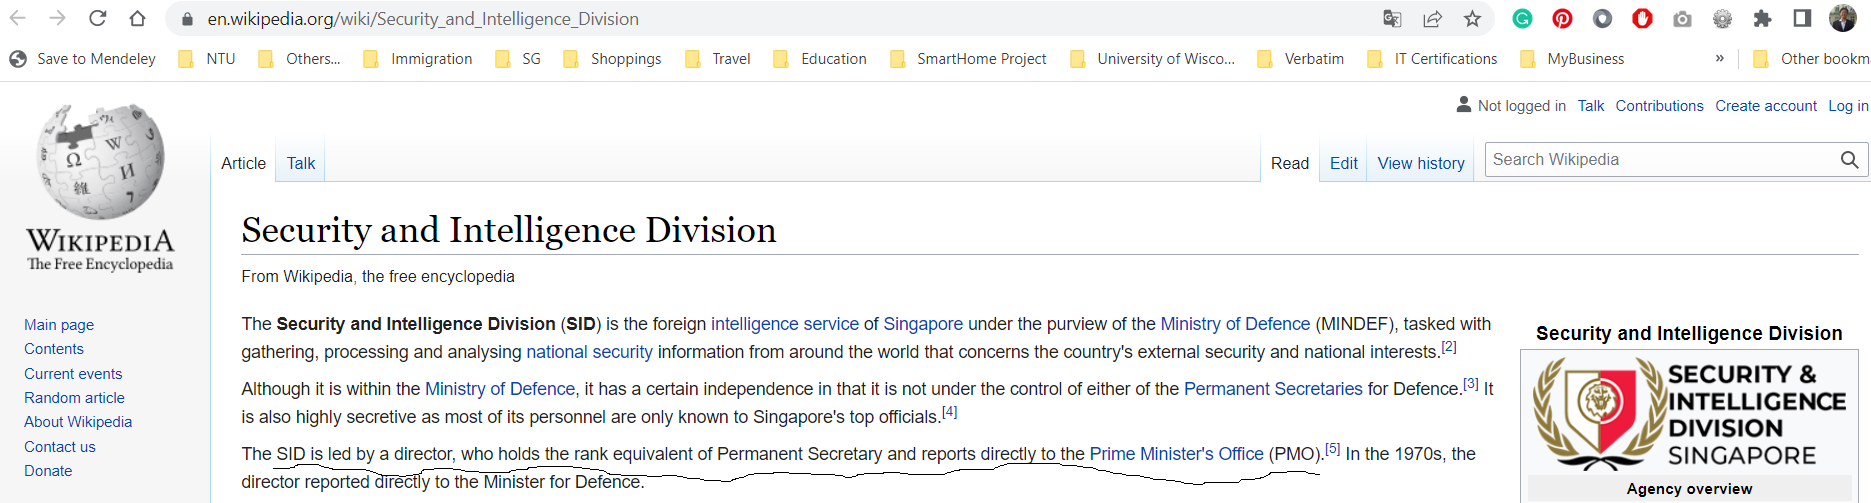 en.wikipedia.org/wiki/Security_and_Intelligence_Division
Save to Mendeley NTU Others... Immigration SG Shoppings Travel Education SmartHome Project University of Wisco... Verbatim IT Certifications MyBusiness » Other bookm
Not logged in Talk Contributions Create account Log in
Article Talk Read Edit View history Search Wikipedia
WIKIPEDIA
The Free Encyclopedia
Main page
Contents
Current events
Random article
About Wikipedia
Contact us
Donate
Security and Intelligence Division
From Wikipedia, the free encyclopedia
The Security and Intelligence Division (SID) is the foreign intelligence service of Singapore under the purview of the Ministry of Defence (MINDEF), tasked with
gathering, processing and analysing national security information from around the world that concerns the country's external security and national interests.[2]
Although it is within the Ministry of Defence, it has a certain independence in that it is not under the control of either of the Permanent Secretaries for Defence.[3] It
is also highly secretive as most of its personnel are only known to Singapore's top officials.[4]
The SID is led by a director, who holds the rank equivalent of Permanent Secretary and reports directly to the Prime Minister's Office (PMO).[5] In the 1970s, the
director reported directly to the Minister for Defence.
Security and Intelligence Division
SECURITY &
INTELLIGENCE
DIVISION
SINGAPORE
Agency overview